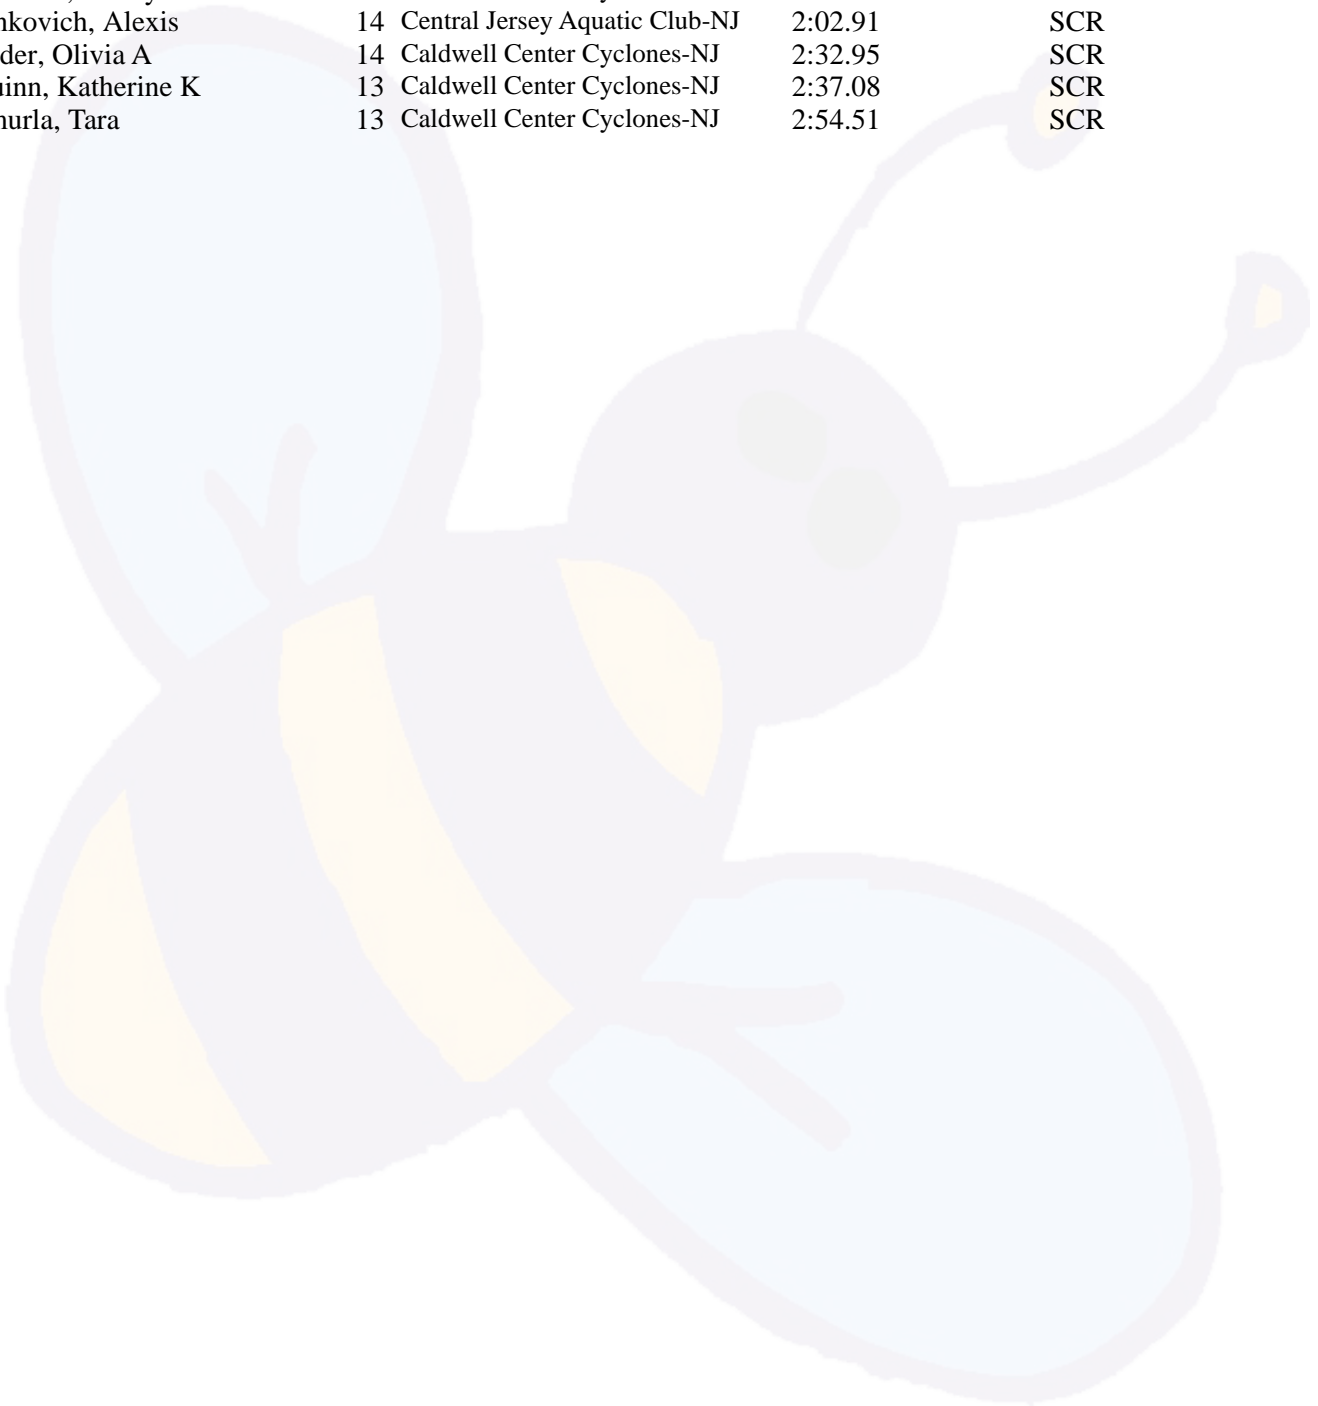 nkovich, Alexis 14 Central Jersey Aquatic Club-NJ 2:02.91 SCR
der, Olivia A 14 Caldwell Center Cyclones-NJ 2:32.95 SCR
uinn, Katherine K 13 Caldwell Center Cyclones-NJ 2:37.08 SCR
hurla, Tara 13 Caldwell Center Cyclones-NJ 2:54.51 SCR